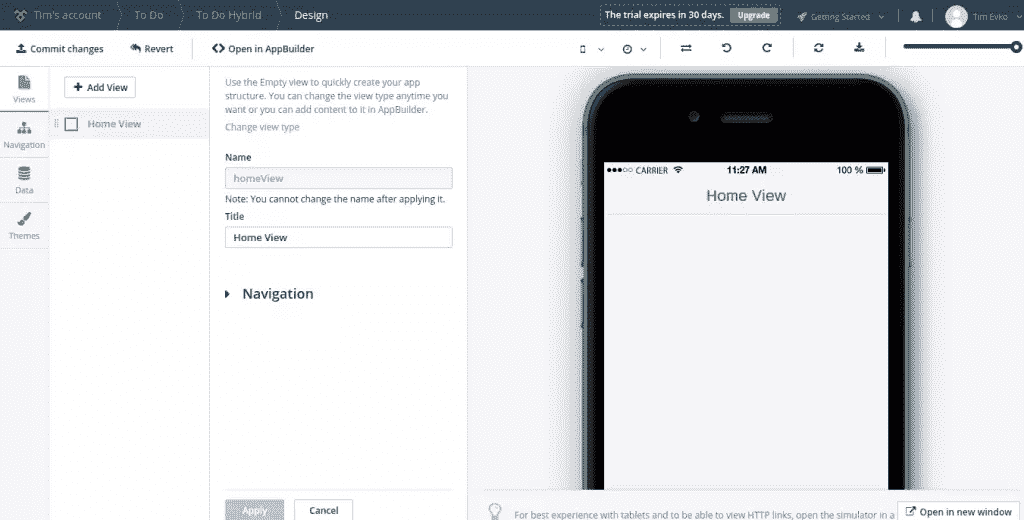 Tim's account To Do To Do Hybrid Design The trial expires in 30 days. Upgrade Getting Started Tim Evko
Commit changes Revert Open in AppBuilder
Views
Navigation
Data
Themes
Add View
Home View
Use the Empty view to quickly create your app
structure. You can change the view type anytime you
want or you can add content to it in AppBuilder.
Change view type
Name
homeView
Note: You cannot change the name after applying it.
Title
Home View
Navigation
Apply Cancel
CARRIER 11:27 AM 100 %
Home View
For best experience with tablets and to be able to view HTTP links, open the simulator in a
Open in new window